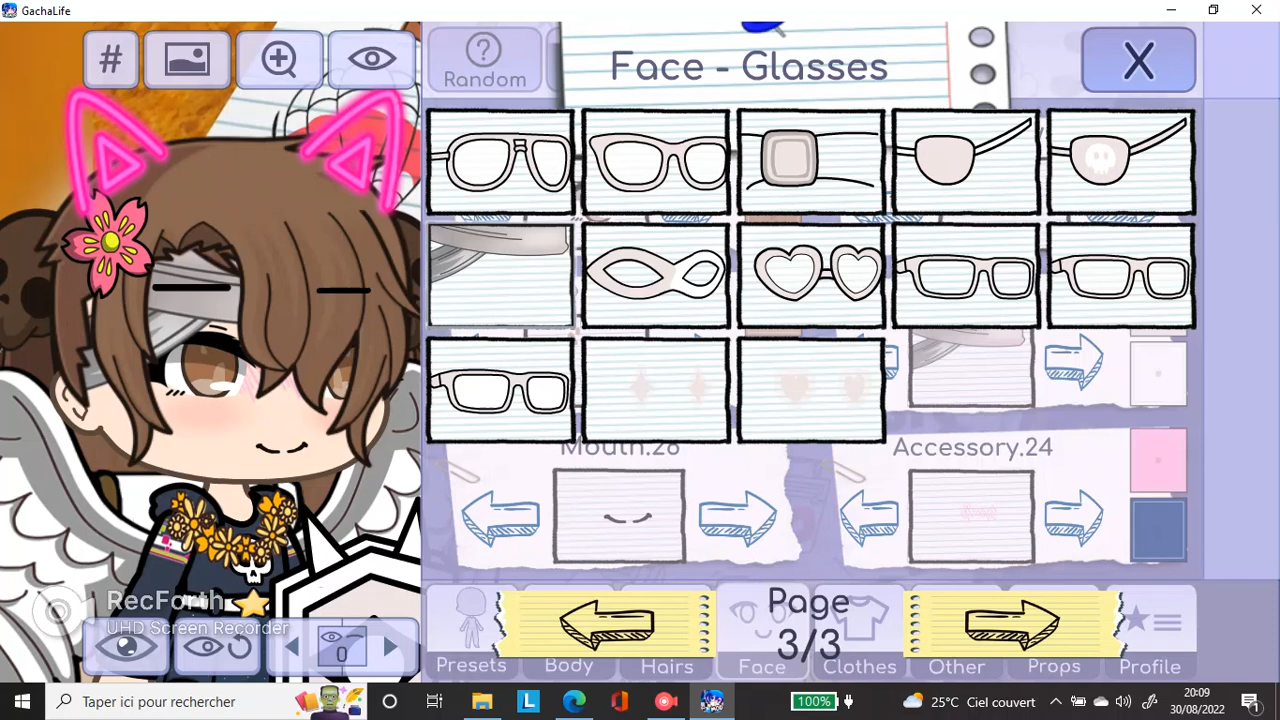 GachaLife
#
Random
Face - Glasses
X
Mouth.26
Accessory.24
RecForth
UHD Screen Recorder
0
Page
3/3
Presets
Body
Hairs
Face
Clothes
Other
Props
Profile
Taper ici pour rechercher
L
100%
25°C Ciel couvert
20:09
30/08/2022
1